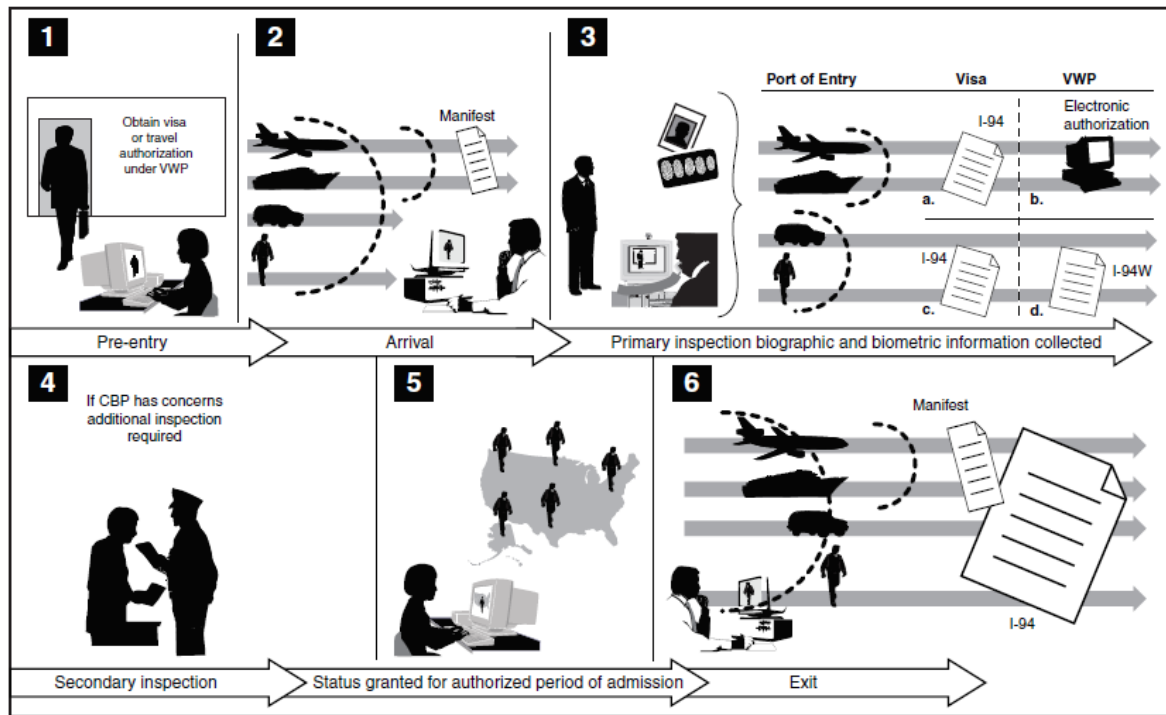 1
Obtain visa
or travel
authorization
under VWP
Pre-entry
2
Manifest
Arrival
3
Port of Entry Visa VWP
I-94
Electronic
authorization
a. b.
I-94
I-94W
c. d.
Primary inspection biographic and biometric information collected
4
If CBP has concerns
additional inspection
required
Secondary inspection
5
Status granted for authorized period of admission
6
Manifest
I-94
Exit